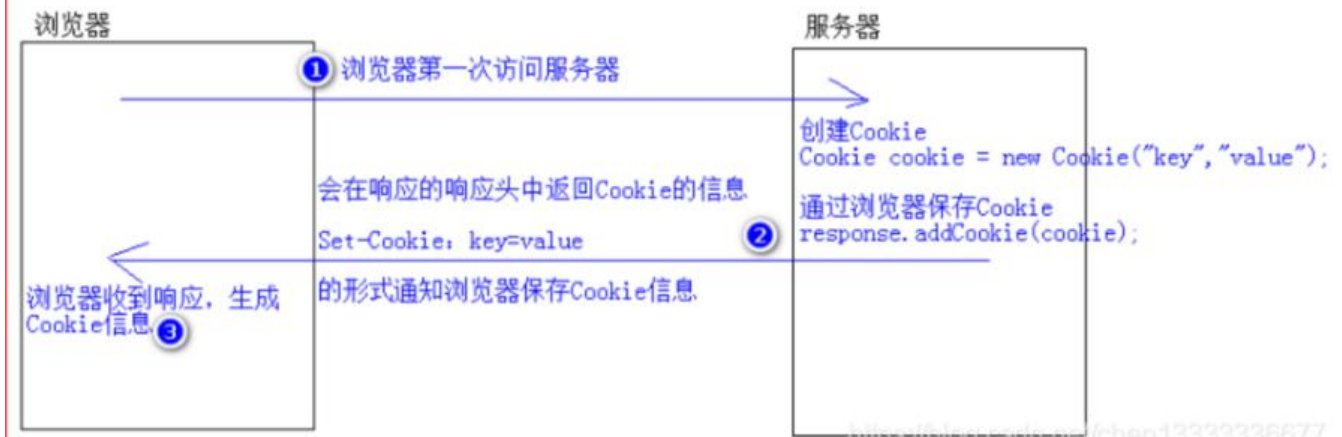 浏览器
服务器
❶浏览器第一次访问服务器
创建Cookie
Cookie cookie = new Cookie("key","value");
会在响应的响应头中返回Cookie的信息
通过浏览器保存Cookie
response.addCookie(cookie);
Set-Cookie: key=value
❷
的形式通知浏览器保存Cookie信息
浏览器收到响应，生成
Cookie信息❸